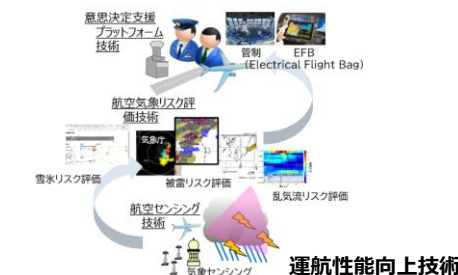 意思決定支援
プラットフォーム
技術
管制
EFB
(Electrical Flight Bag)
航空気象リスク評
価技術
気象庁
雪氷リスク評価
被雷リスク評価
乱気流リスク評価
航空センシング
技術
気象センシング
運航性能向上技術